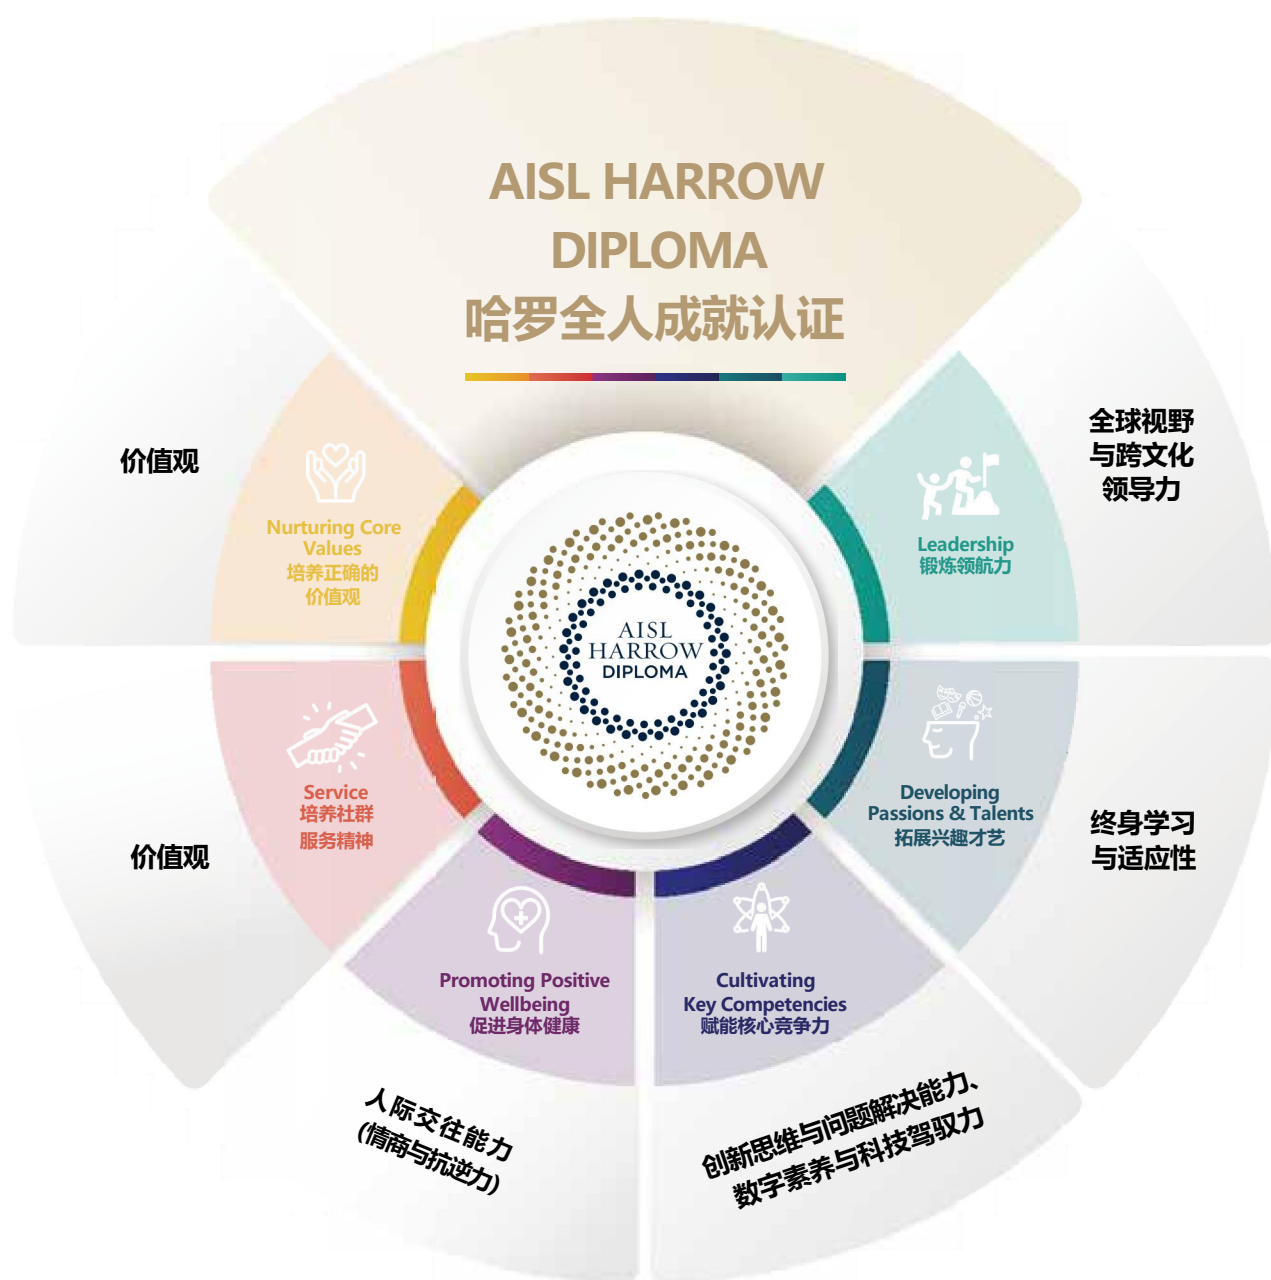 AISL HARROW
DIPLOMA
哈罗全人成就认证
价值观
Nurturing Core
Values
培养正确的
价值观
Leadership
锻炼领航力
全球视野
与跨文化
领导力
AISL
HARROW
DIPLOMA
价值观
Service
培养社群
服务精神
Developing
Passions & Talents
拓展兴趣才艺
终身学习
与适应性
Promoting Positive
Wellbeing
促进身体健康
Cultivating
Key Competencies
赋能核心竞争力
人际交往能力
(情商与抗逆力)
创新思维与问题解决能力、
数字素养与科技驾驭力